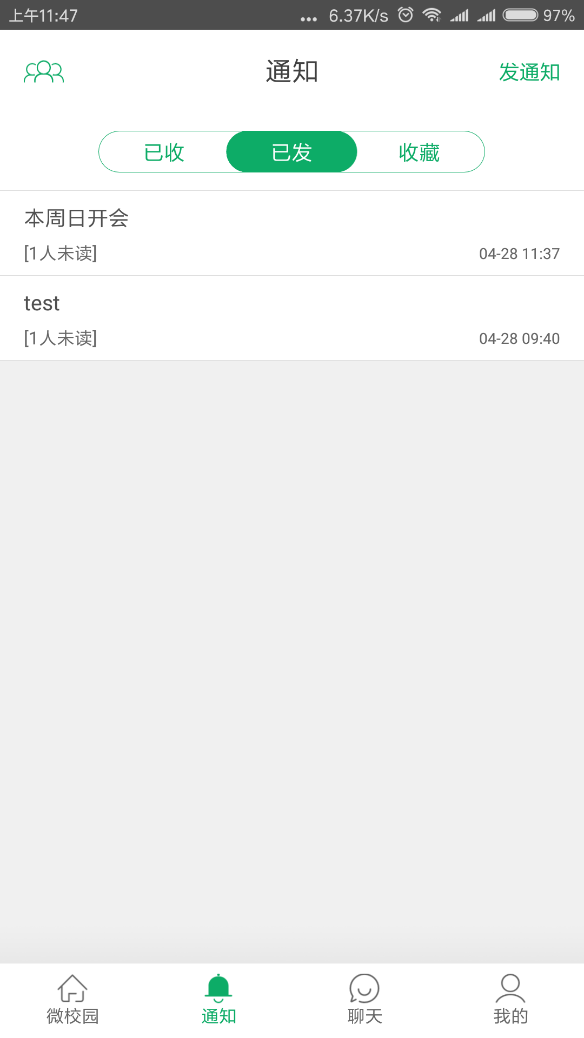 上午11:47 ... 6.37K/s 97%
通知 发通知
已收 已发 收藏
本周日开会
[1人未读] 04-28 11:37
test
[1人未读] 04-28 09:40
微校园 通知 聊天 我的